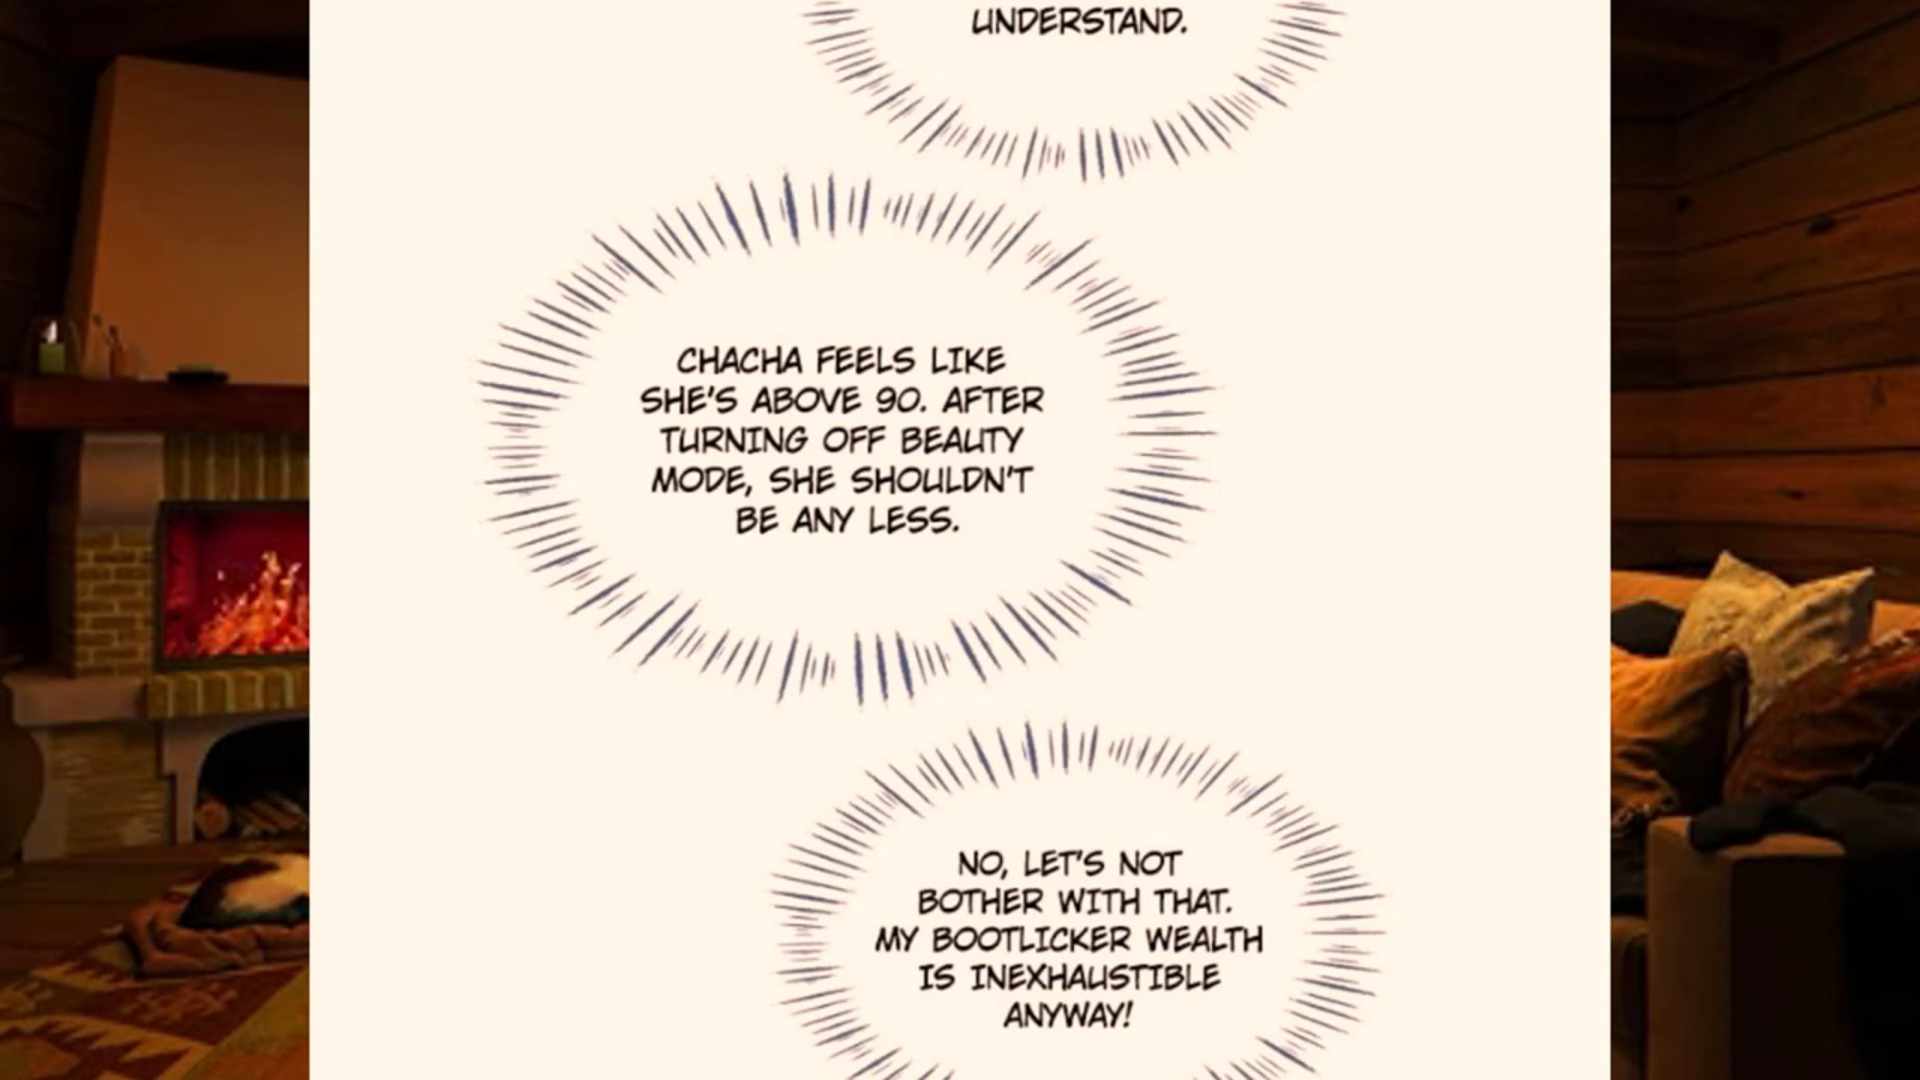 UNDERSTAND.
CHACHA FEELS LIKE
SHE'S ABOVE 90. AFTER
TURNING OFF BEAUTY
MODE, SHE SHOULDN'T
BE ANY LESS.
NO, LET'S NOT
BOTHER WITH THAT.
MY BOOTLICKER WEALTH
IS INEXHAUSTIBLE
ANYWAY!